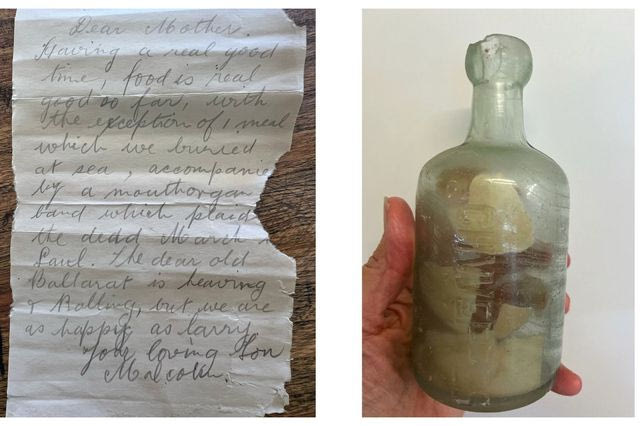 Dear Mother.
Having a real good
time, food is real
good so far, with
the exception of 1 meal
which we buried
at sea, accompanie
by a mouthorgan
band which plaid
the dead March
Saul. The dear old
Ballarat is heaving
& Rolling, but we are
as happy as larry.
Your loving Son
Malcolm.